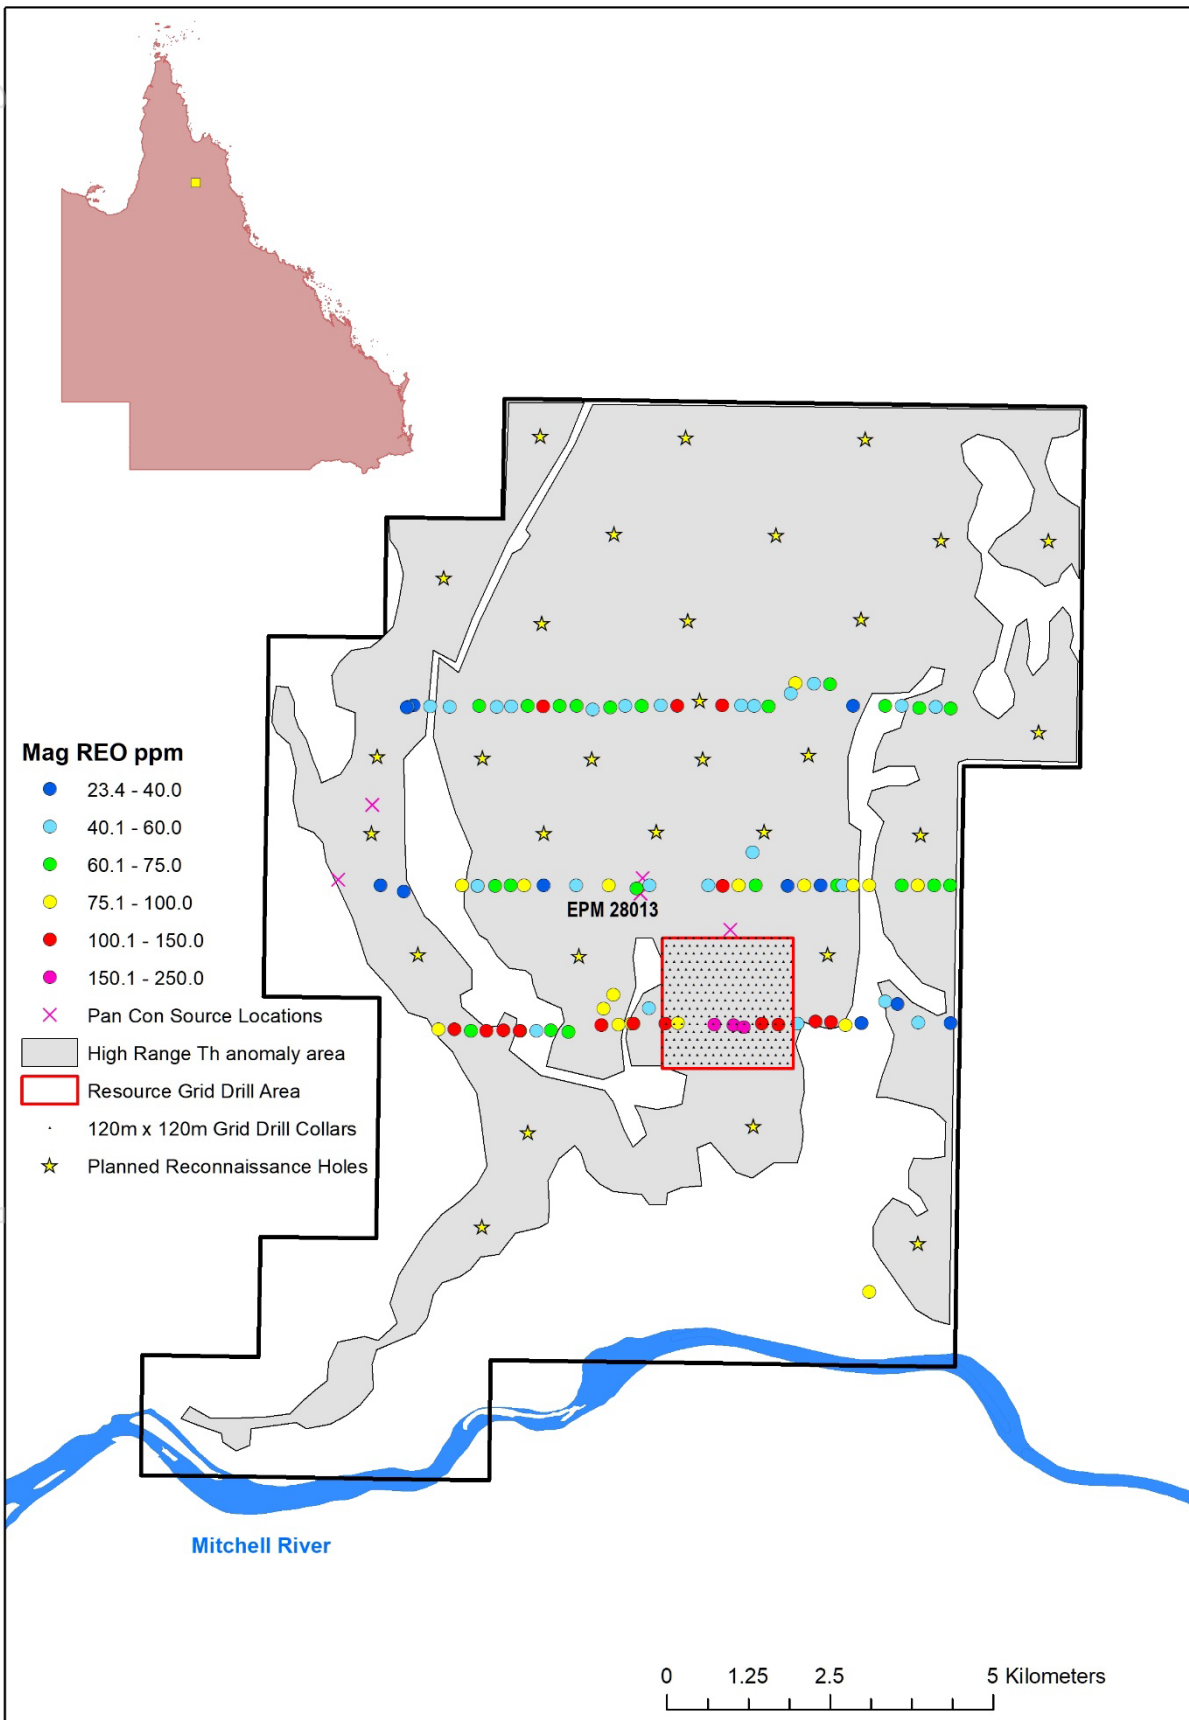 Mag REO ppm
23.4 - 40.0
40.1 - 60.0
60.1 - 75.0
75.1 - 100.0
100.1 - 150.0
150.1 - 250.0
Pan Con Source Locations
High Range Th anomaly area
Resource Grid Drill Area
120m x 120m Grid Drill Collars
Planned Reconnaissance Holes
EPM 28013
Mitchell River
0 1.25 2.5 5 Kilometers